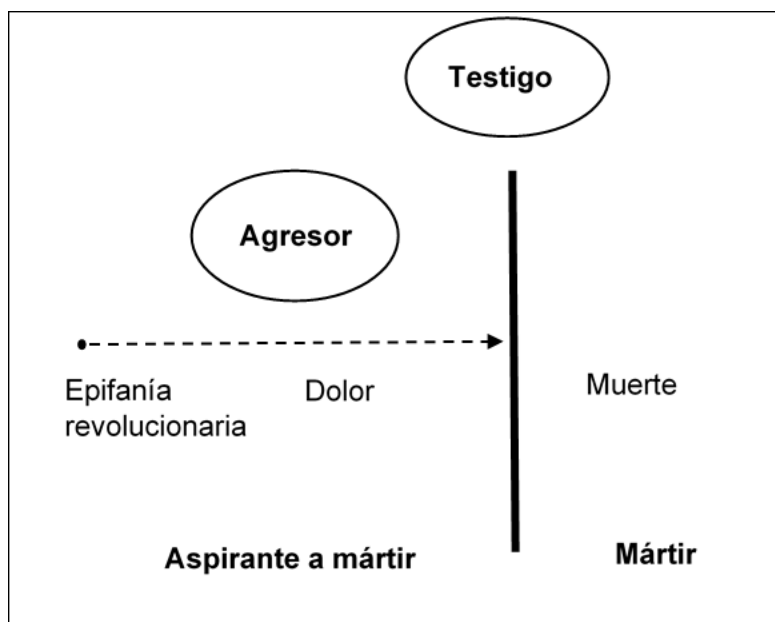 Testigo
Agresor
Epifanía
revolucionaria
Dolor
Muerte
Aspirante a mártir
Mártir